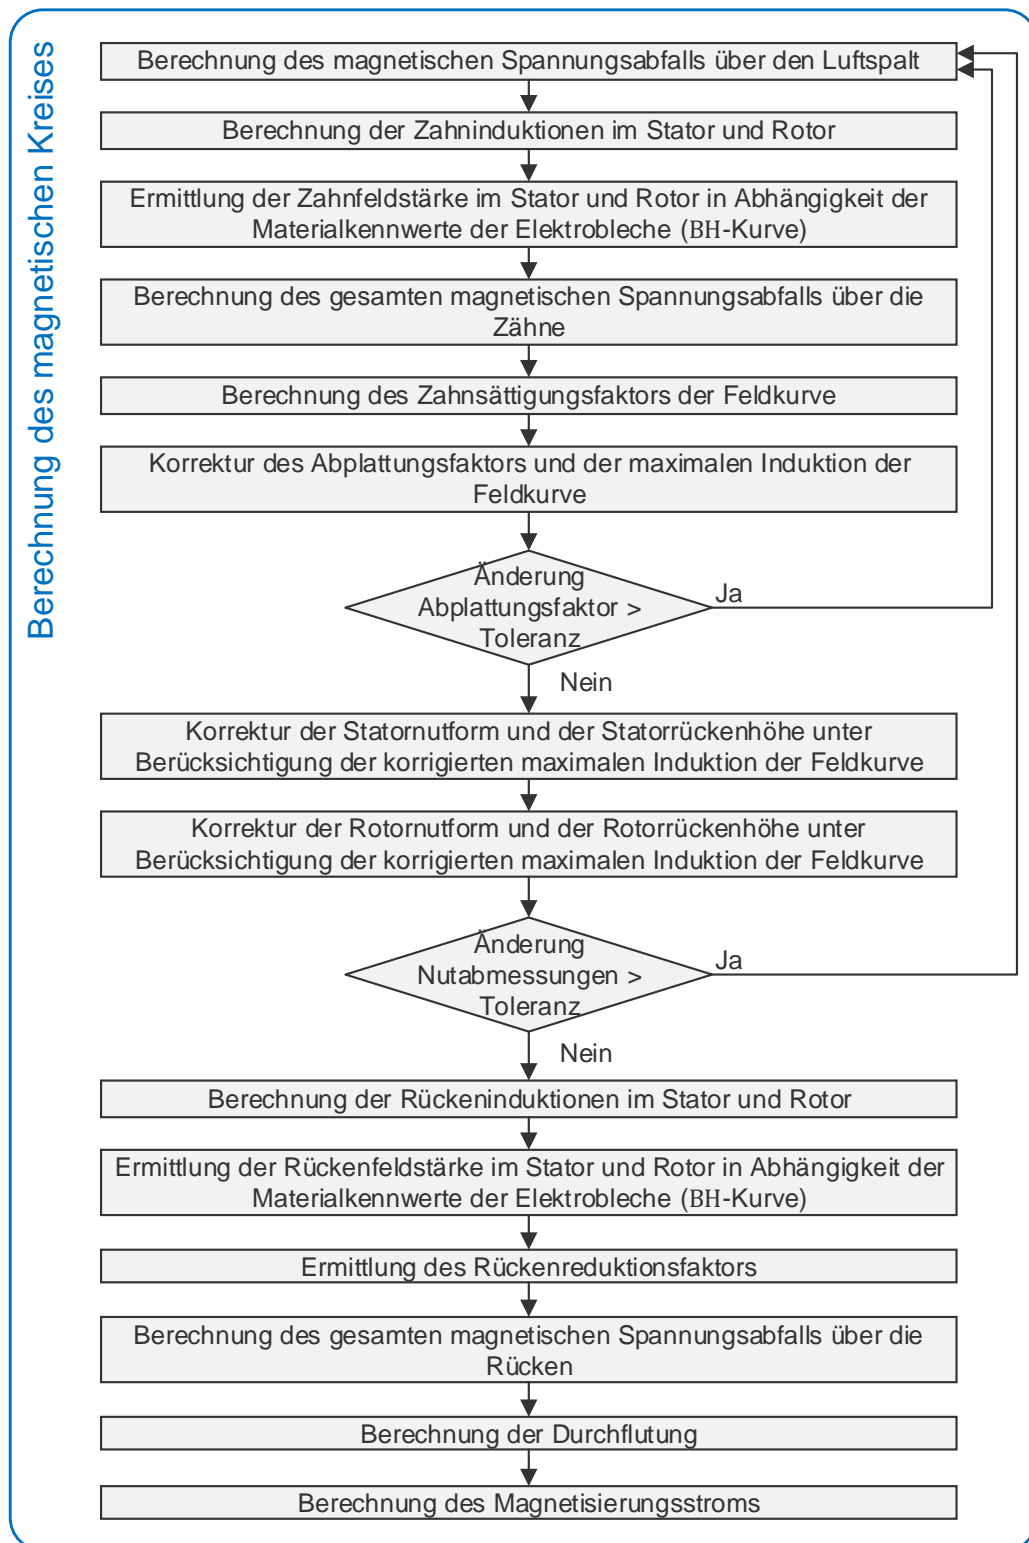 Berechnung des magnetischen Kreises
Berechnung des magnetischen Spannungsabfalls über den Luftspalt
Berechnung der Zahninduktionen im Stator und Rotor
Ermittlung der Zahnfeldstärke im Stator und Rotor in Abhängigkeit der
Materialkennwerte der Elektrobleche (BH-Kurve)
Berechnung des gesamten magnetischen Spannungsabfalls über die
Zähne
Berechnung des Zahnsättigungsfaktors der Feldkurve
Korrektur des Abplattungsfaktors und der maximalen Induktion der
Feldkurve
Änderung
Abplattungsfaktor >
Toleranz
Ja
Nein
Korrektur der Statornutform und der Statorrückenhöhe unter
Berücksichtigung der korrigierten maximalen Induktion der Feldkurve
Korrektur der Rotornutform und der Rotorrückenhöhe unter
Berücksichtigung der korrigierten maximalen Induktion der Feldkurve
Änderung
Nutabmessungen >
Toleranz
Ja
Nein
Berechnung der Rückeninduktionen im Stator und Rotor
Ermittlung der Rückenfeldstärke im Stator und Rotor in Abhängigkeit der
Materialkennwerte der Elektrobleche (BH-Kurve)
Ermittlung des Rückenreduktionsfaktors
Berechnung des gesamten magnetischen Spannungsabfalls über die
Rücken
Berechnung der Durchflutung
Berechnung des Magnetisierungsstroms